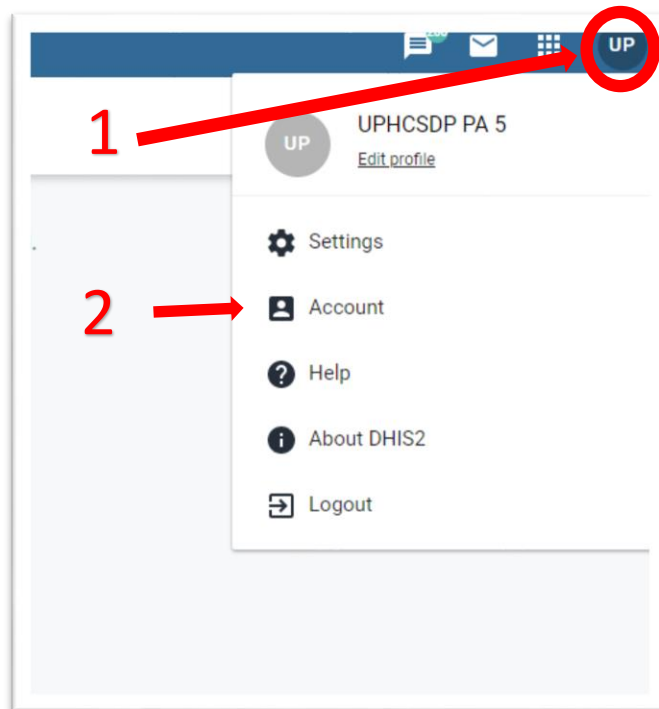 UP
1
UP
UPHCSDP PA 5
Edit profile
Settings
2
Account
Help
About DHIS2
Logout